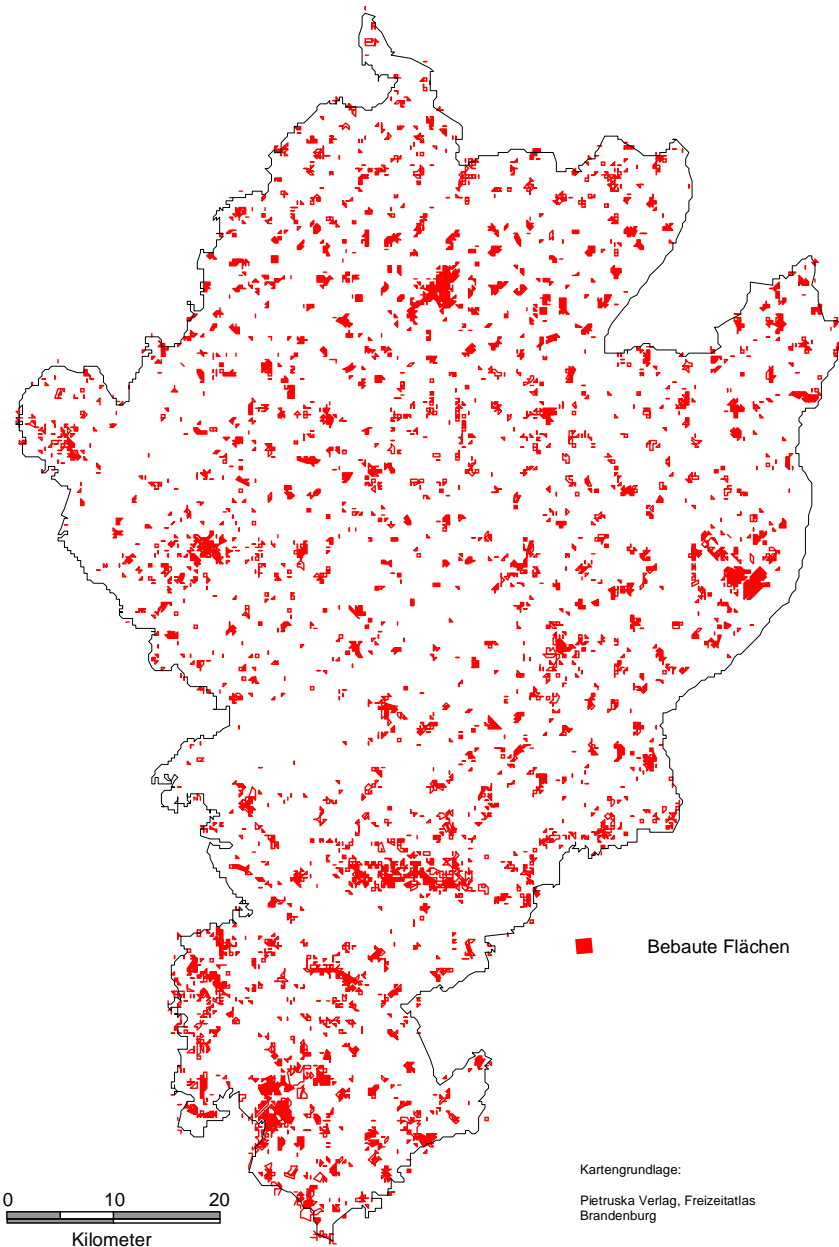 Bebaute Flächen
Kartengrundlage:
Pietruska Verlag, Freizeitatlas
Brandenburg
0 10 20
Kilometer